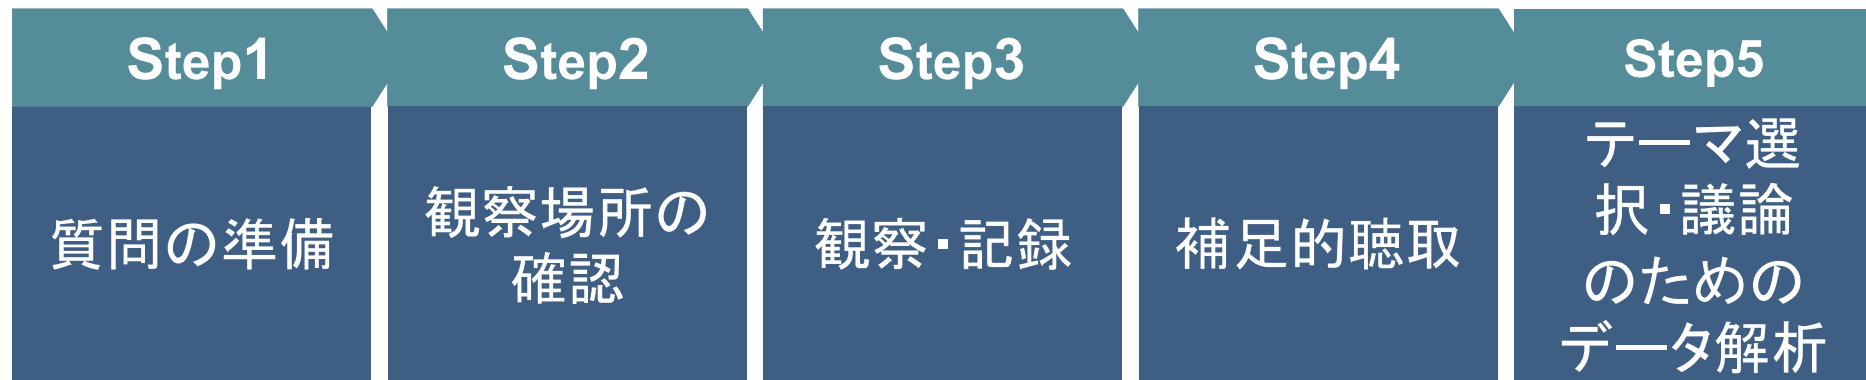 Step1
質問の準備
Step2
観察場所の
確認
Step3
観察・記録
Step4
補足的聴取
Step5
テーマ選
択・議論
のための
データ解析